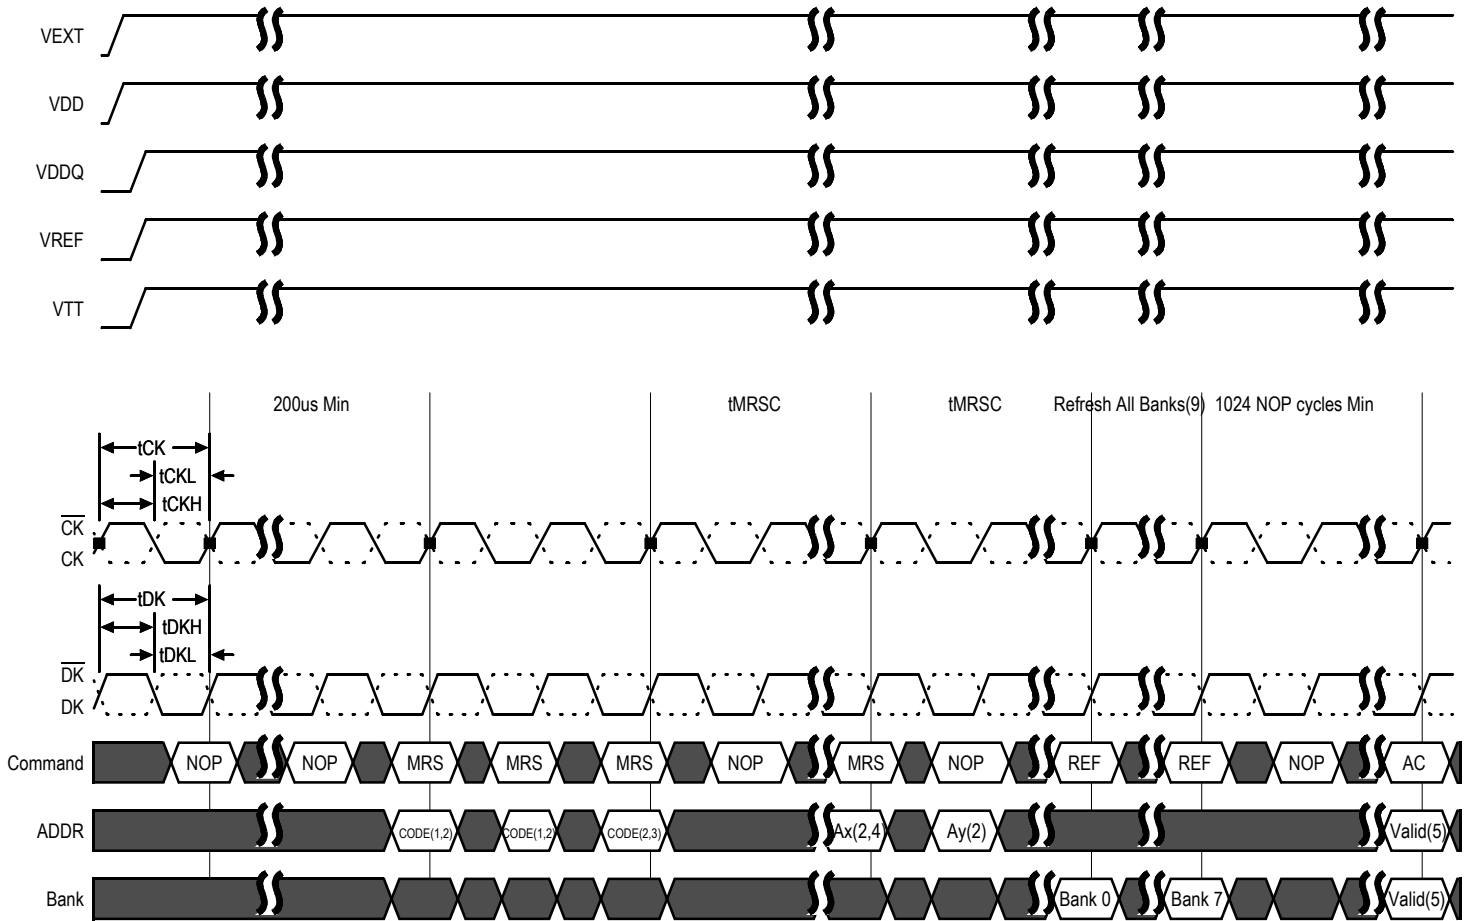 VEXT
VDD
VDDQ
VREF
VTT
200us Min
tMRSC
tMRSC
Refresh All Banks(9)
1024 NOP cycles Min
tCK
tCKL
tCKH
CK
CK
tDK
tDKH
tDKL
DK
DK
Command NOP NOP MRS MRS MRS NOP MRS NOP REF REF NOP AC
ADDR CODE(1,2) CODE(1,2) CODE(2,3) Ax(2,4) Ay(2) Valid(5)
Bank Bank 0 Bank 7 Valid(5)